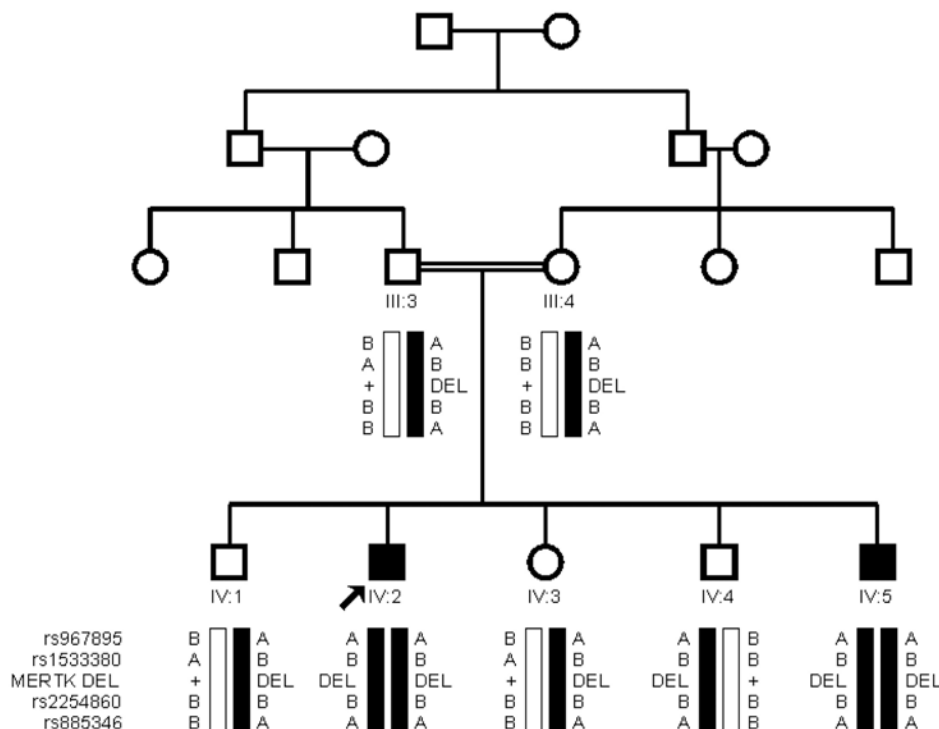 III:3 III:4
B A B A
A B B B
+ DEL + DEL
B B B B
B A B A
IV:1 IV:2 IV:3 IV:4 IV:5
rs967895 B A A A B A A B A A
rs1533380 A B B B A B B B B B
MERTK DEL + DEL DEL DEL + DEL DEL + DEL DEL
rs2254860 B B B B B B B B B B
rs885346 B A A A B A A B A A